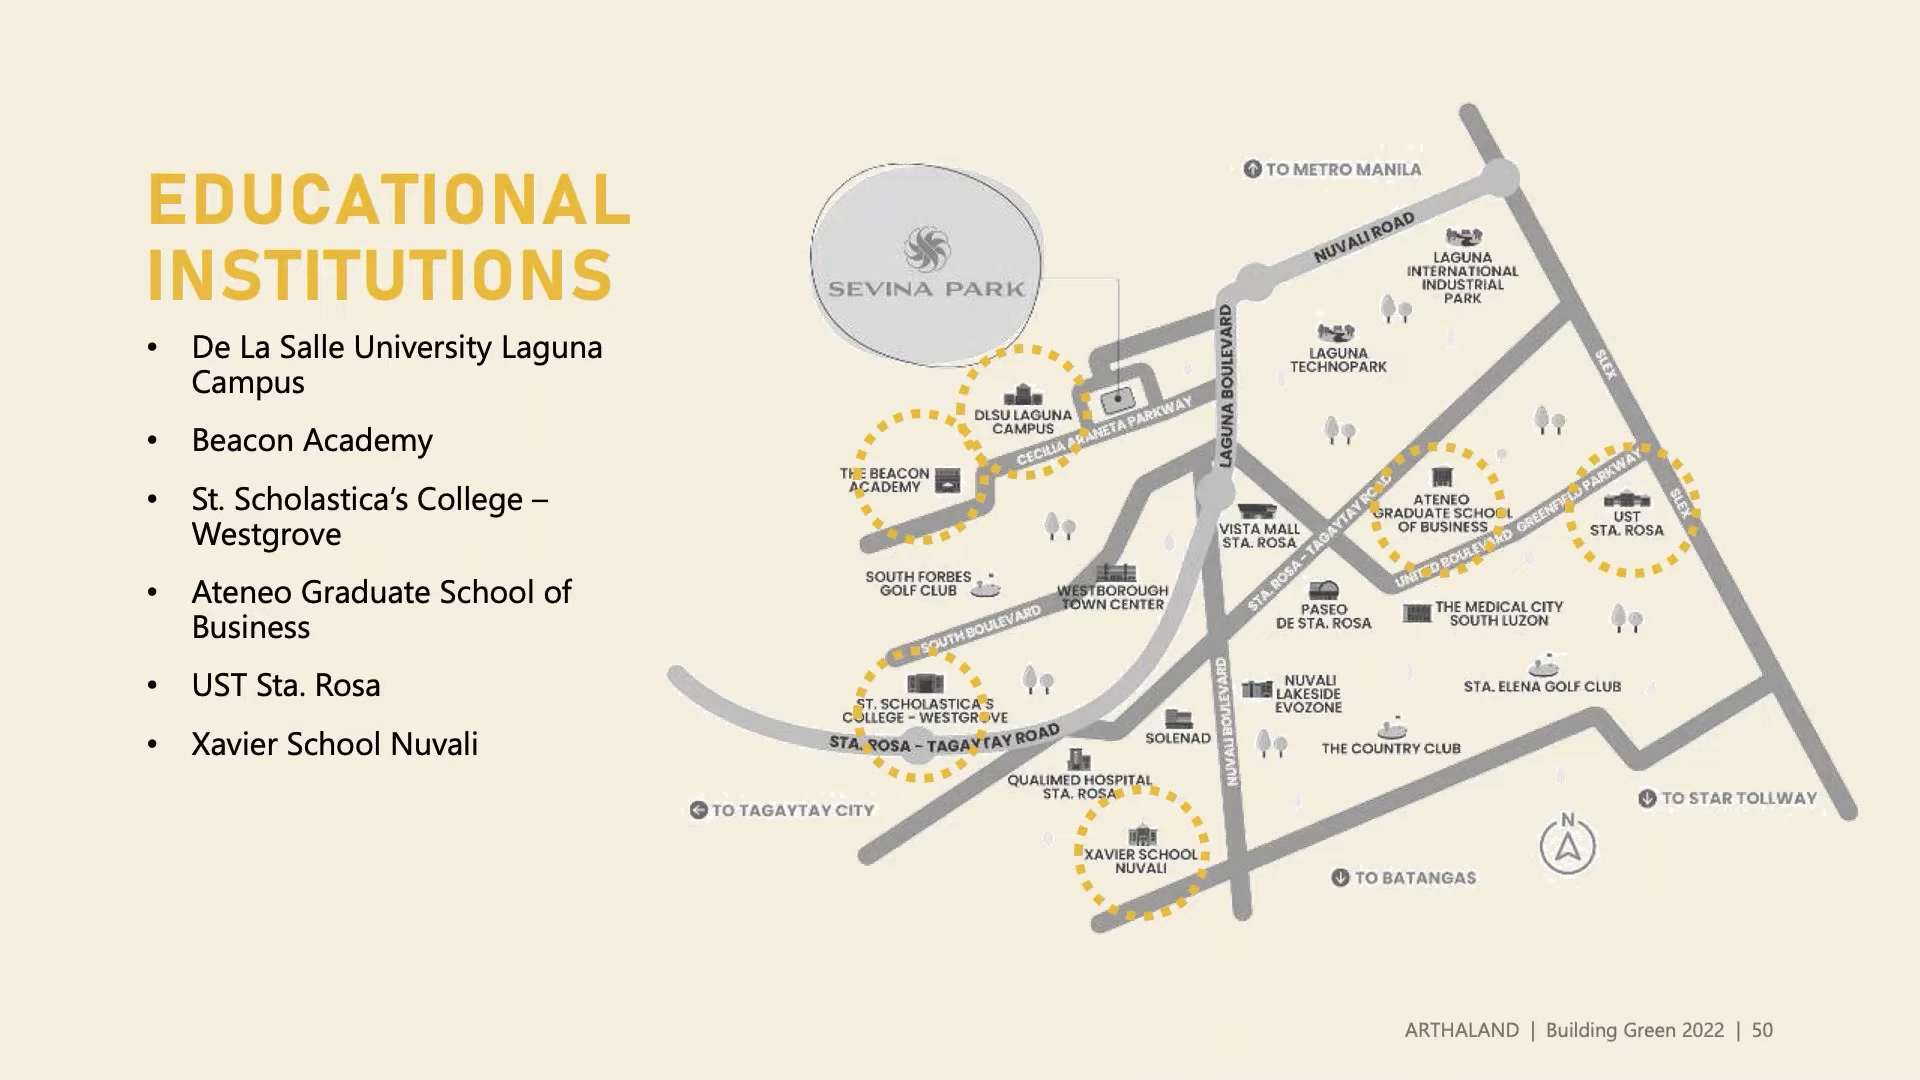 EDUCATIONAL
INSTITUTIONS
• De La Salle University Laguna
Campus
• Beacon Academy
• St. Scholastica’s College –
Westgrove
• Ateneo Graduate School of
Business
• UST Sta. Rosa
• Xavier School Nuvali
SEVINA PARK
TO METRO MANILA
NUVALI ROAD
LAGUNA
INTERNATIONAL
INDUSTRIAL
PARK
LAGUNA
TECHNOPARK
LAGUNA BOULEVARD
SLEX
DLSU LAGUNA
CAMPUS
CECILIA ARANETA PARKWAY
THE BEACON
ACADEMY
VISTA MALL
STA. ROSA
STA. ROSA - TAGAYTAY ROAD
ATENEO
GRADUATE SCHOOL
OF BUSINESS
UNITED BOULEVARD
GREENFIELD PARKWAY
UST
STA. ROSA
SLEX
SOUTH FORBES
GOLF CLUB
WESTBOROUGH
TOWN CENTER
SOUTH BOULEVARD
PASEO
DE STA. ROSA
THE MEDICAL CITY
SOUTH LUZON
ST. SCHOLASTICA'S
COLLEGE - WESTGROVE
STA. ROSA - TAGAYTAY ROAD
NUVALI BOULEVARD
NUVALI
LAKESIDE
EVOZONE
STA. ELENA GOLF CLUB
SOLENAD
THE COUNTRY CLUB
QUALIMED HOSPITAL
STA. ROSA
TO TAGAYTAY CITY
XAVIER SCHOOL
NUVALI
TO STAR TOLLWAY
N
TO BATANGAS
ARTHALAND | Building Green 2022 | 50